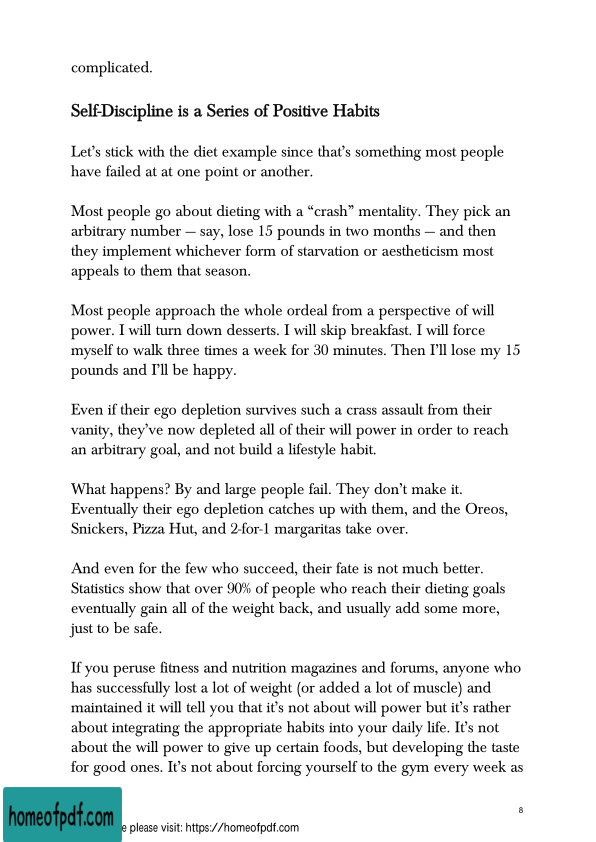 complicated.
Self-Discipline is a Series of Positive Habits
Let’s stick with the diet example since that’s something most people
have failed at at one point or another.
Most people go about dieting with a “crash” mentality. They pick an
arbitrary number — say, lose 15 pounds in two months — and then
they implement whichever form of starvation or aestheticism most
appeals to them that season.
Most people approach the whole ordeal from a perspective of will
power. I will turn down desserts. I will skip breakfast. I will force
myself to walk three times a week for 30 minutes. Then I’ll lose my 15
pounds and I’ll be happy.
Even if their ego depletion survives such a crass assault from their
vanity, they’ve now depleted all of their will power in order to reach
an arbitrary goal, and not build a lifestyle habit.
What happens? By and large people fail. They don’t make it.
Eventually their ego depletion catches up with them, and the Oreos,
Snickers, Pizza Hut, and 2-for-1 margaritas take over.
And even for the few who succeed, their fate is not much better.
Statistics show that over 90% of people who reach their dieting goals
eventually gain all of the weight back, and usually add some more,
just to be safe.
If you peruse fitness and nutrition magazines and forums, anyone who
has successfully lost a lot of weight (or added a lot of muscle) and
maintained it will tell you that it’s not about will power but it’s rather
about integrating the appropriate habits into your daily life. It’s not
about the will power to give up certain foods, but developing the taste
for good ones. It’s not about forcing yourself to the gym every week as
8
homeofpdf.com
e please visit: https://homeofpdf.com